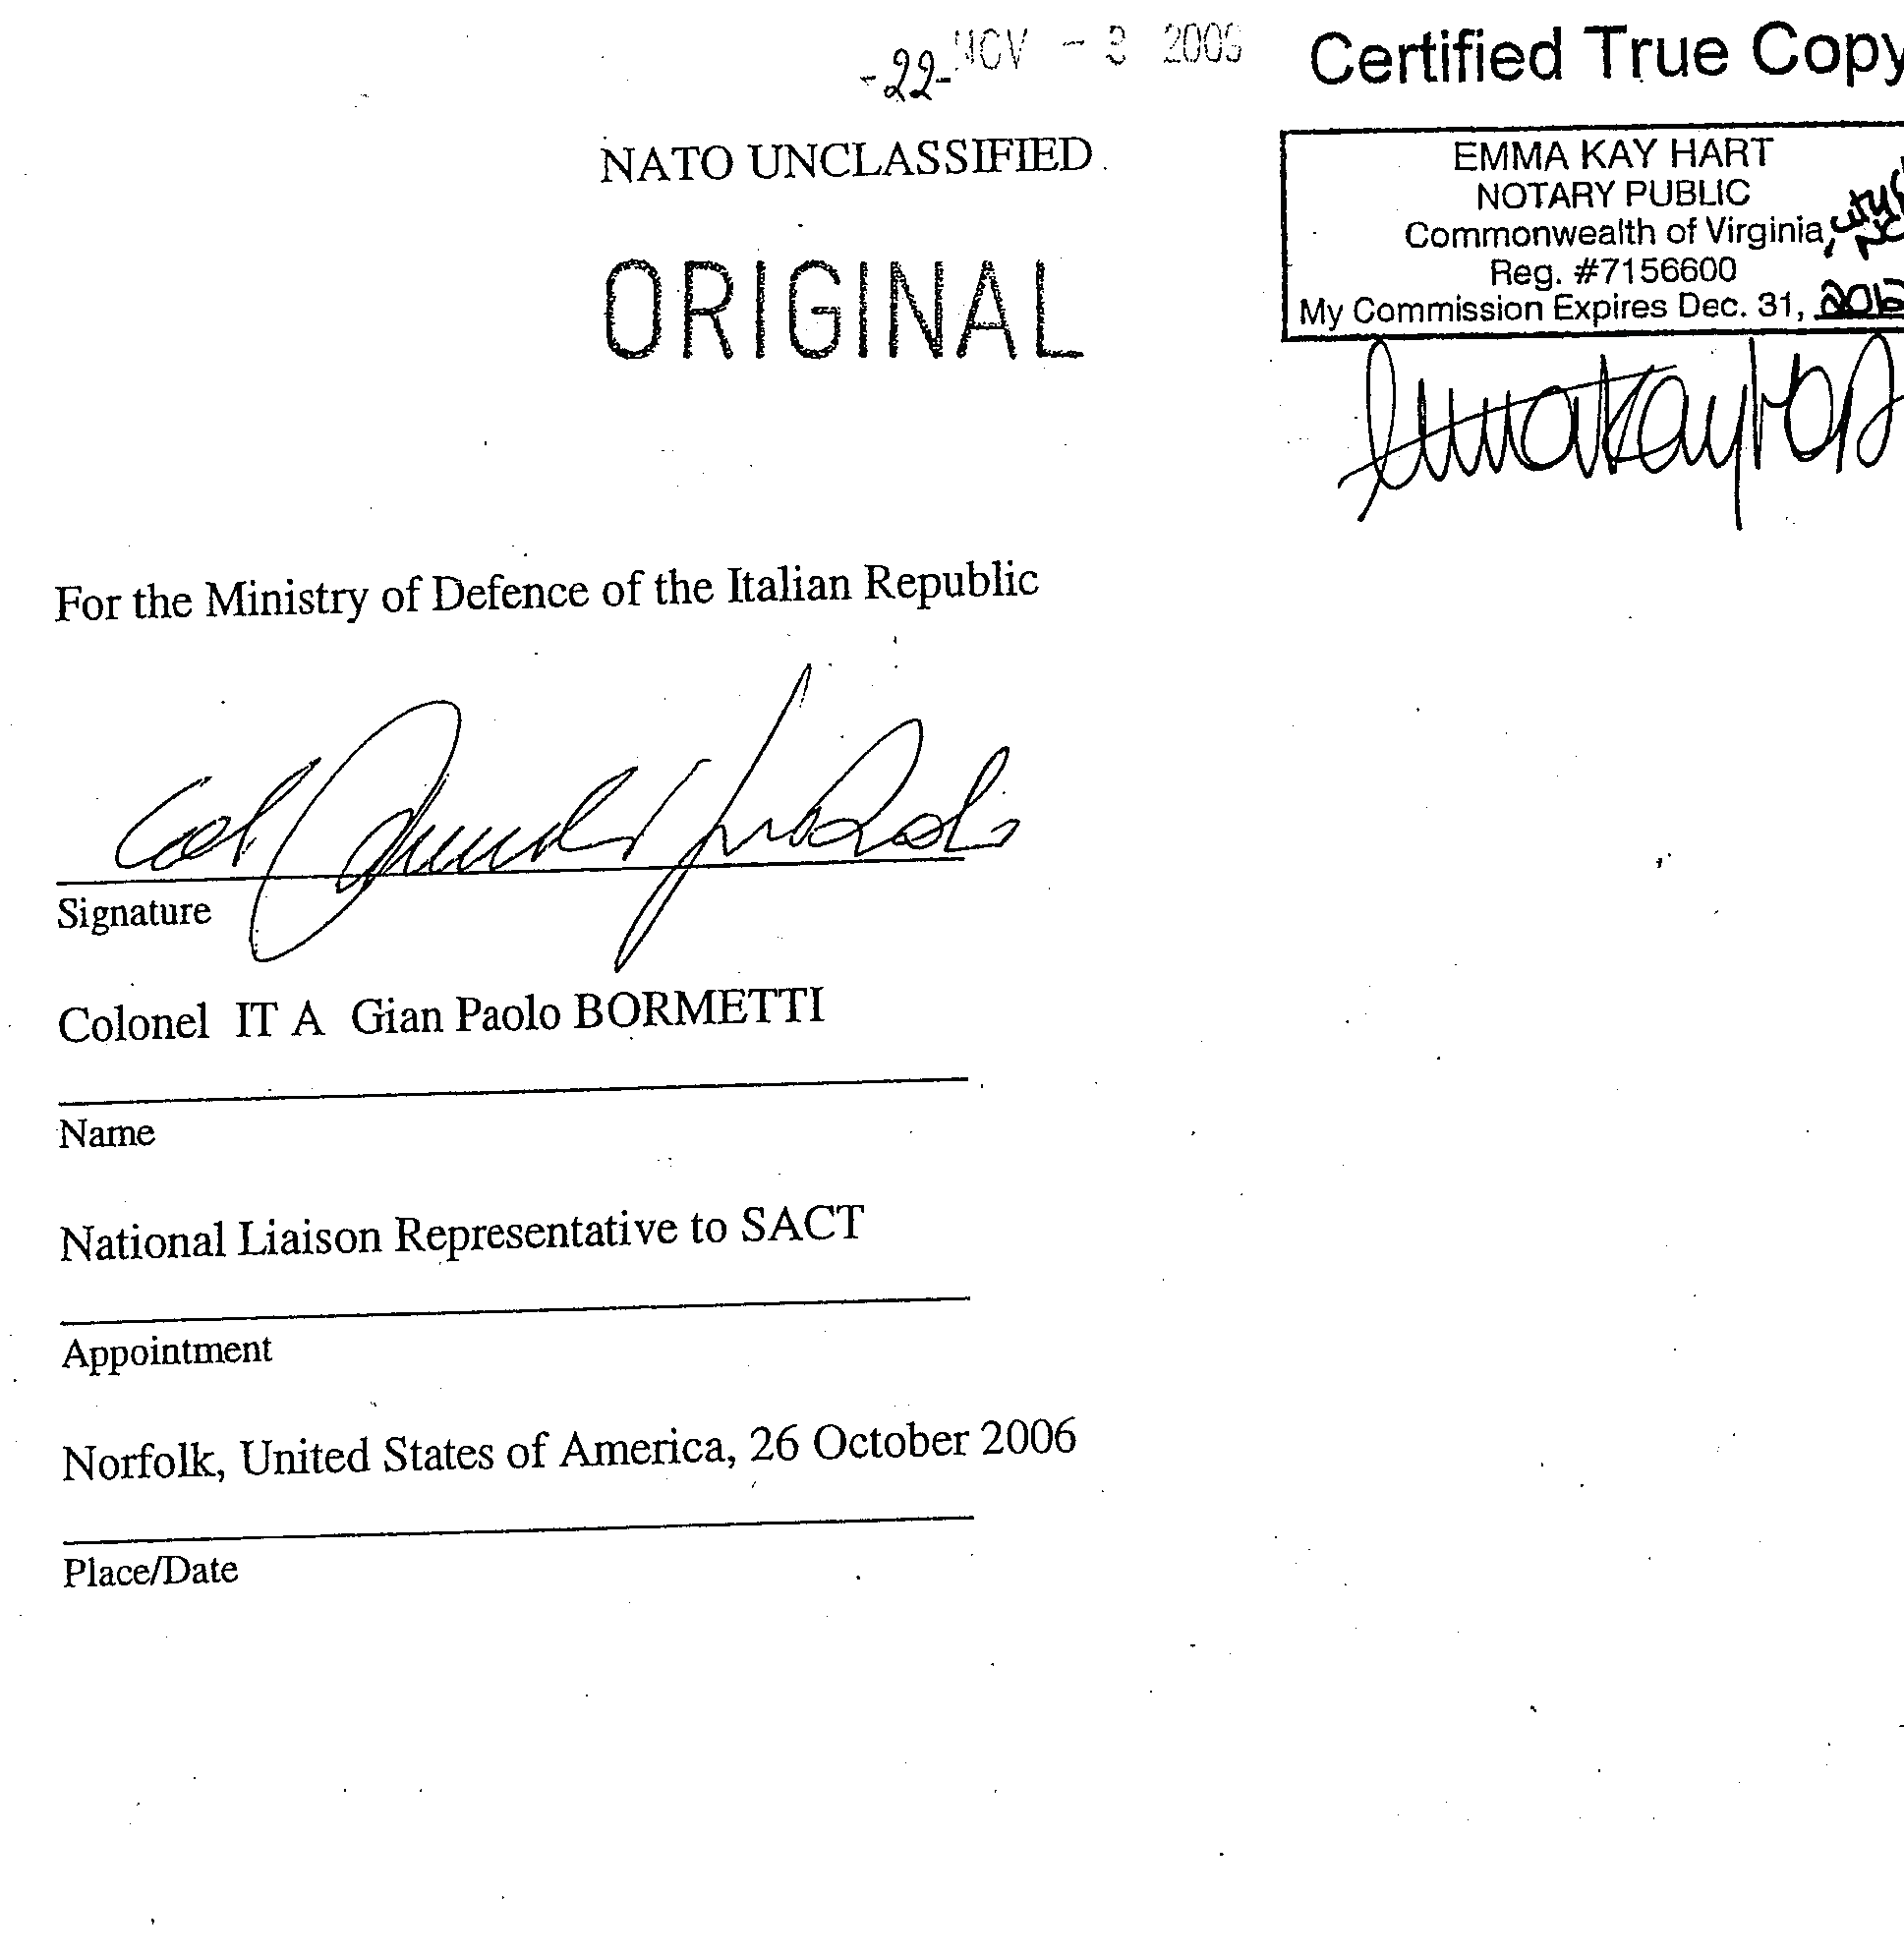 -22- NOV - 8 2006 Certified True Copy
NATO UNCLASSIFIED
EMMA KAY HART
NOTARY PUBLIC
Commonwealth of Virginia,
Reg. #7156600
My Commission Expires Dec. 31,
ORIGINAL
For the Ministry of Defence of the Italian Republic
Signature
Colonel IT A Gian Paolo BORMETTI
Name
National Liaison Representative to SACT
Appointment
Norfolk, United States of America, 26 October 2006
Place/Date